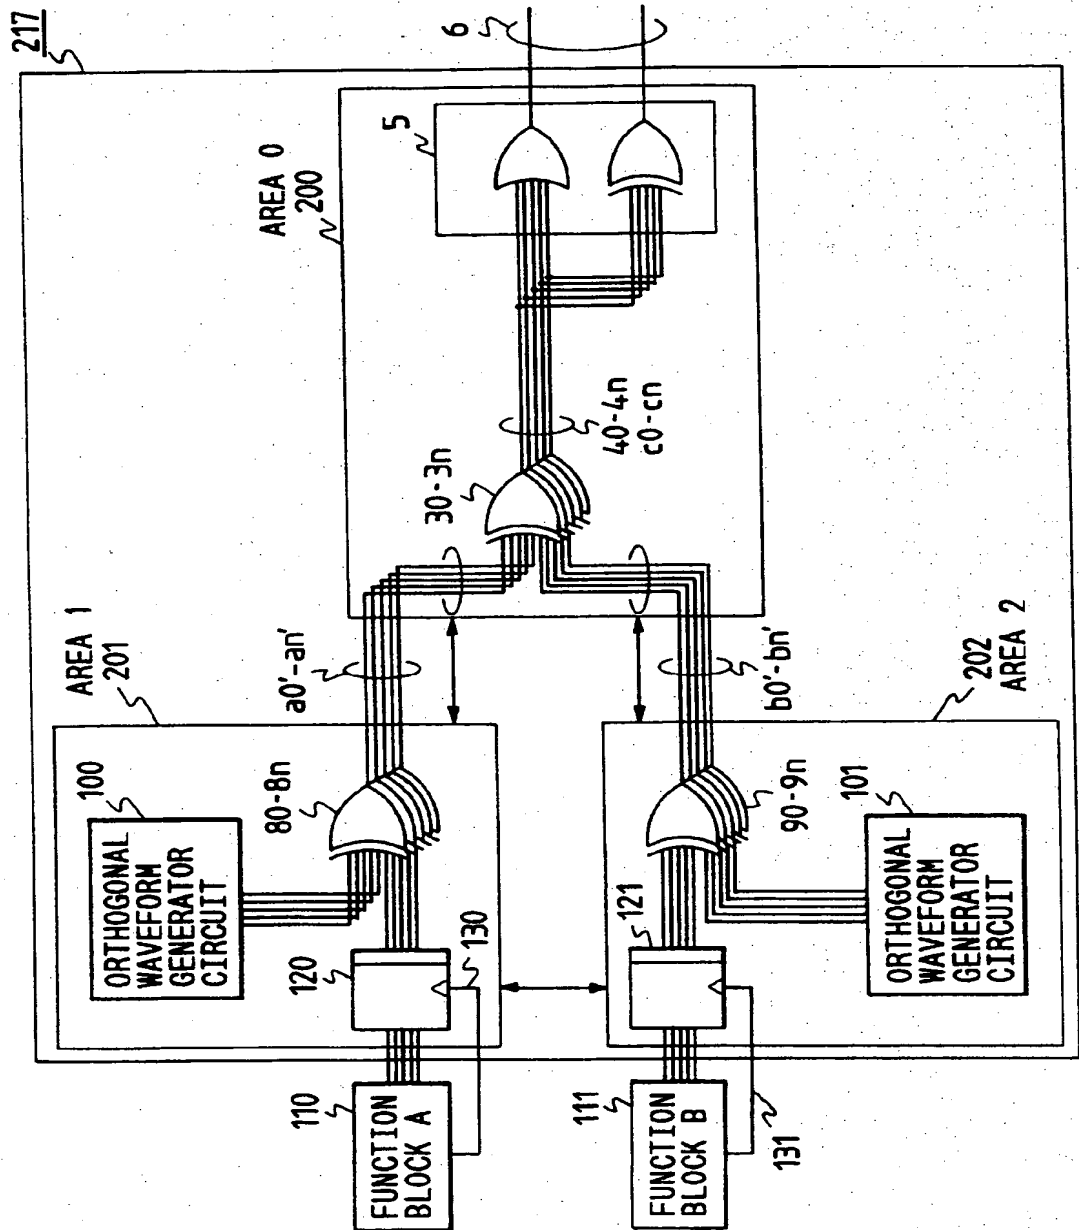 217
AREA 0
200
5
6
AREA 1
201
100
ORTHOGONAL
WAVEFORM
GENERATOR
CIRCUIT
80-8n
a0'-an'
30-3n
40-4n
c0-cn
110
FUNCTION
BLOCK A
120
130
111
FUNCTION
BLOCK B
131
121
90-9n
b0'-bn'
101
ORTHOGONAL
WAVEFORM
GENERATOR
CIRCUIT
202
AREA 2